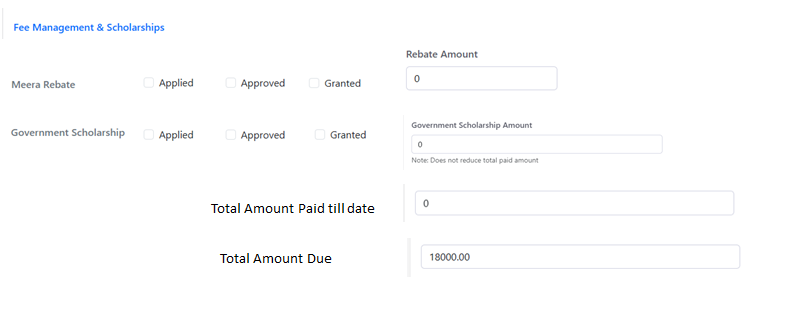 Fee Management & Scholarships
Rebate Amount
Meera Rebate Applied Approved Granted 0
Government Scholarship Applied Approved Granted
Government Scholarship Amount
0
Note: Does not reduce total paid amount
Total Amount Paid till date 0
Total Amount Due 18000.00